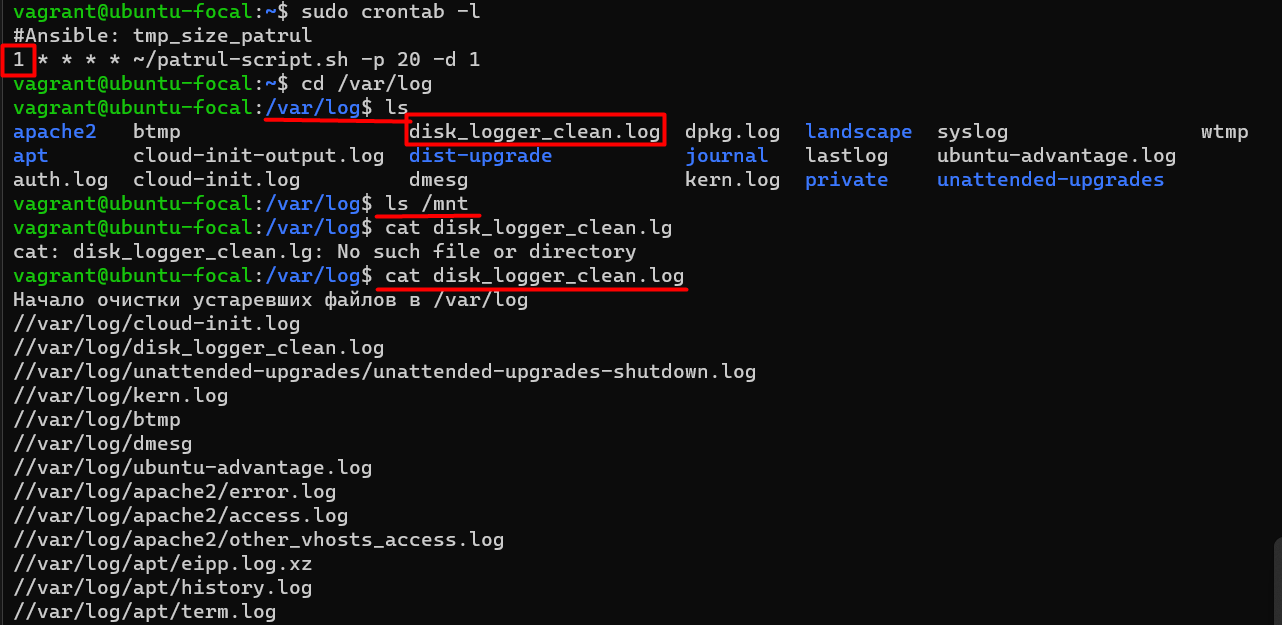 vagrant@ubuntu-focal:~$ sudo crontab -l
#Ansible: tmp_size_patrul
1 * * * * ~/patrul-script.sh -p 20 -d 1
vagrant@ubuntu-focal:~$ cd /var/log
vagrant@ubuntu-focal:/var/log$ ls
apache2 btmp disk_logger_clean.log dpkg.log landscape syslog wtmp
apt cloud-init-output.log dist-upgrade journal lastlog ubuntu-advantage.log
auth.log cloud-init.log dmesg kern.log private unattended-upgrades
vagrant@ubuntu-focal:/var/log$ ls /mnt
vagrant@ubuntu-focal:/var/log$ cat disk_logger_clean.lg
cat: disk_logger_clean.lg: No such file or directory
vagrant@ubuntu-focal:/var/log$ cat disk_logger_clean.log
Начало очистки устаревших файлов в /var/log
//var/log/cloud-init.log
//var/log/disk_logger_clean.log
//var/log/unattended-upgrades/unattended-upgrades-shutdown.log
//var/log/kern.log
//var/log/btmp
//var/log/dmesg
//var/log/ubuntu-advantage.log
//var/log/apache2/error.log
//var/log/apache2/access.log
//var/log/apache2/other_vhosts_access.log
//var/log/apt/eipp.log.xz
//var/log/apt/history.log
//var/log/apt/term.log